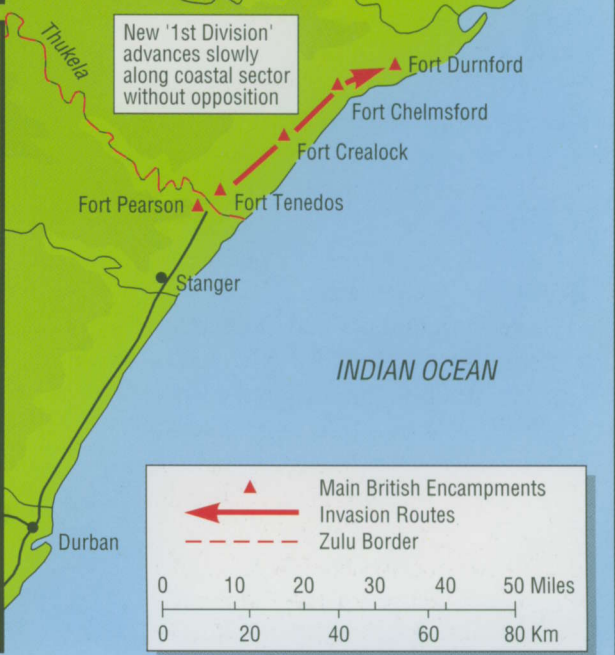 New '1st Division'
advances slowly
along coastal sector
without opposition
Thukela
Fort Durnford
Fort Chelmsford
Fort Crealock
Fort Pearson
Fort Tenedos
Stanger
INDIAN OCEAN
Durban
Main British Encampments
Invasion Routes
Zulu Border
0 10 20 30 40 50 Miles
0 20 40 60 80 Km